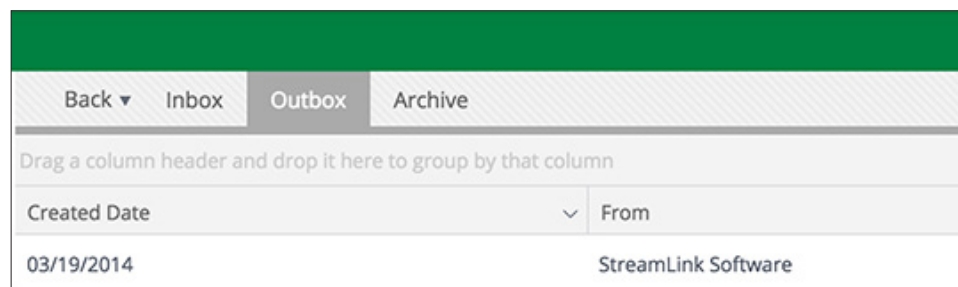 Back Inbox Outbox Archive
Drag a column header and drop it here to group by that column
Created Date From
03/19/2014 StreamLink Software